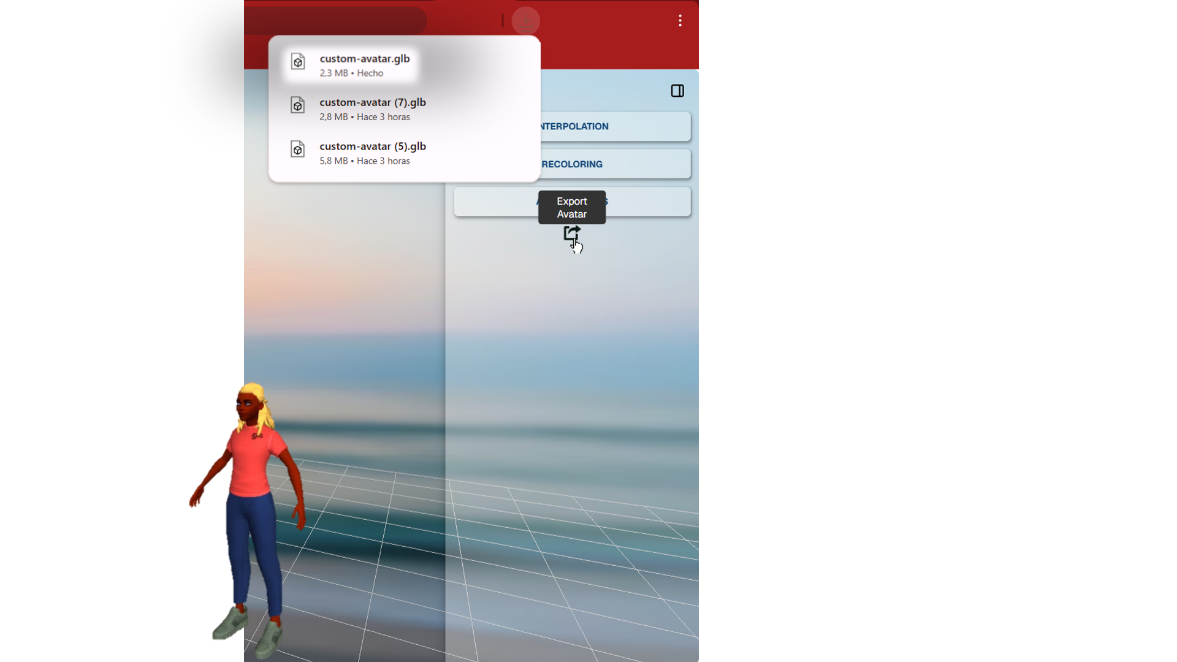 custom-avatar.glb
2,3 MB • Hecho
custom-avatar (7).glb
2,8 MB • Hace 3 horas
custom-avatar (5).glb
5,8 MB • Hace 3 horas
RECOLORING
Export
Avatar